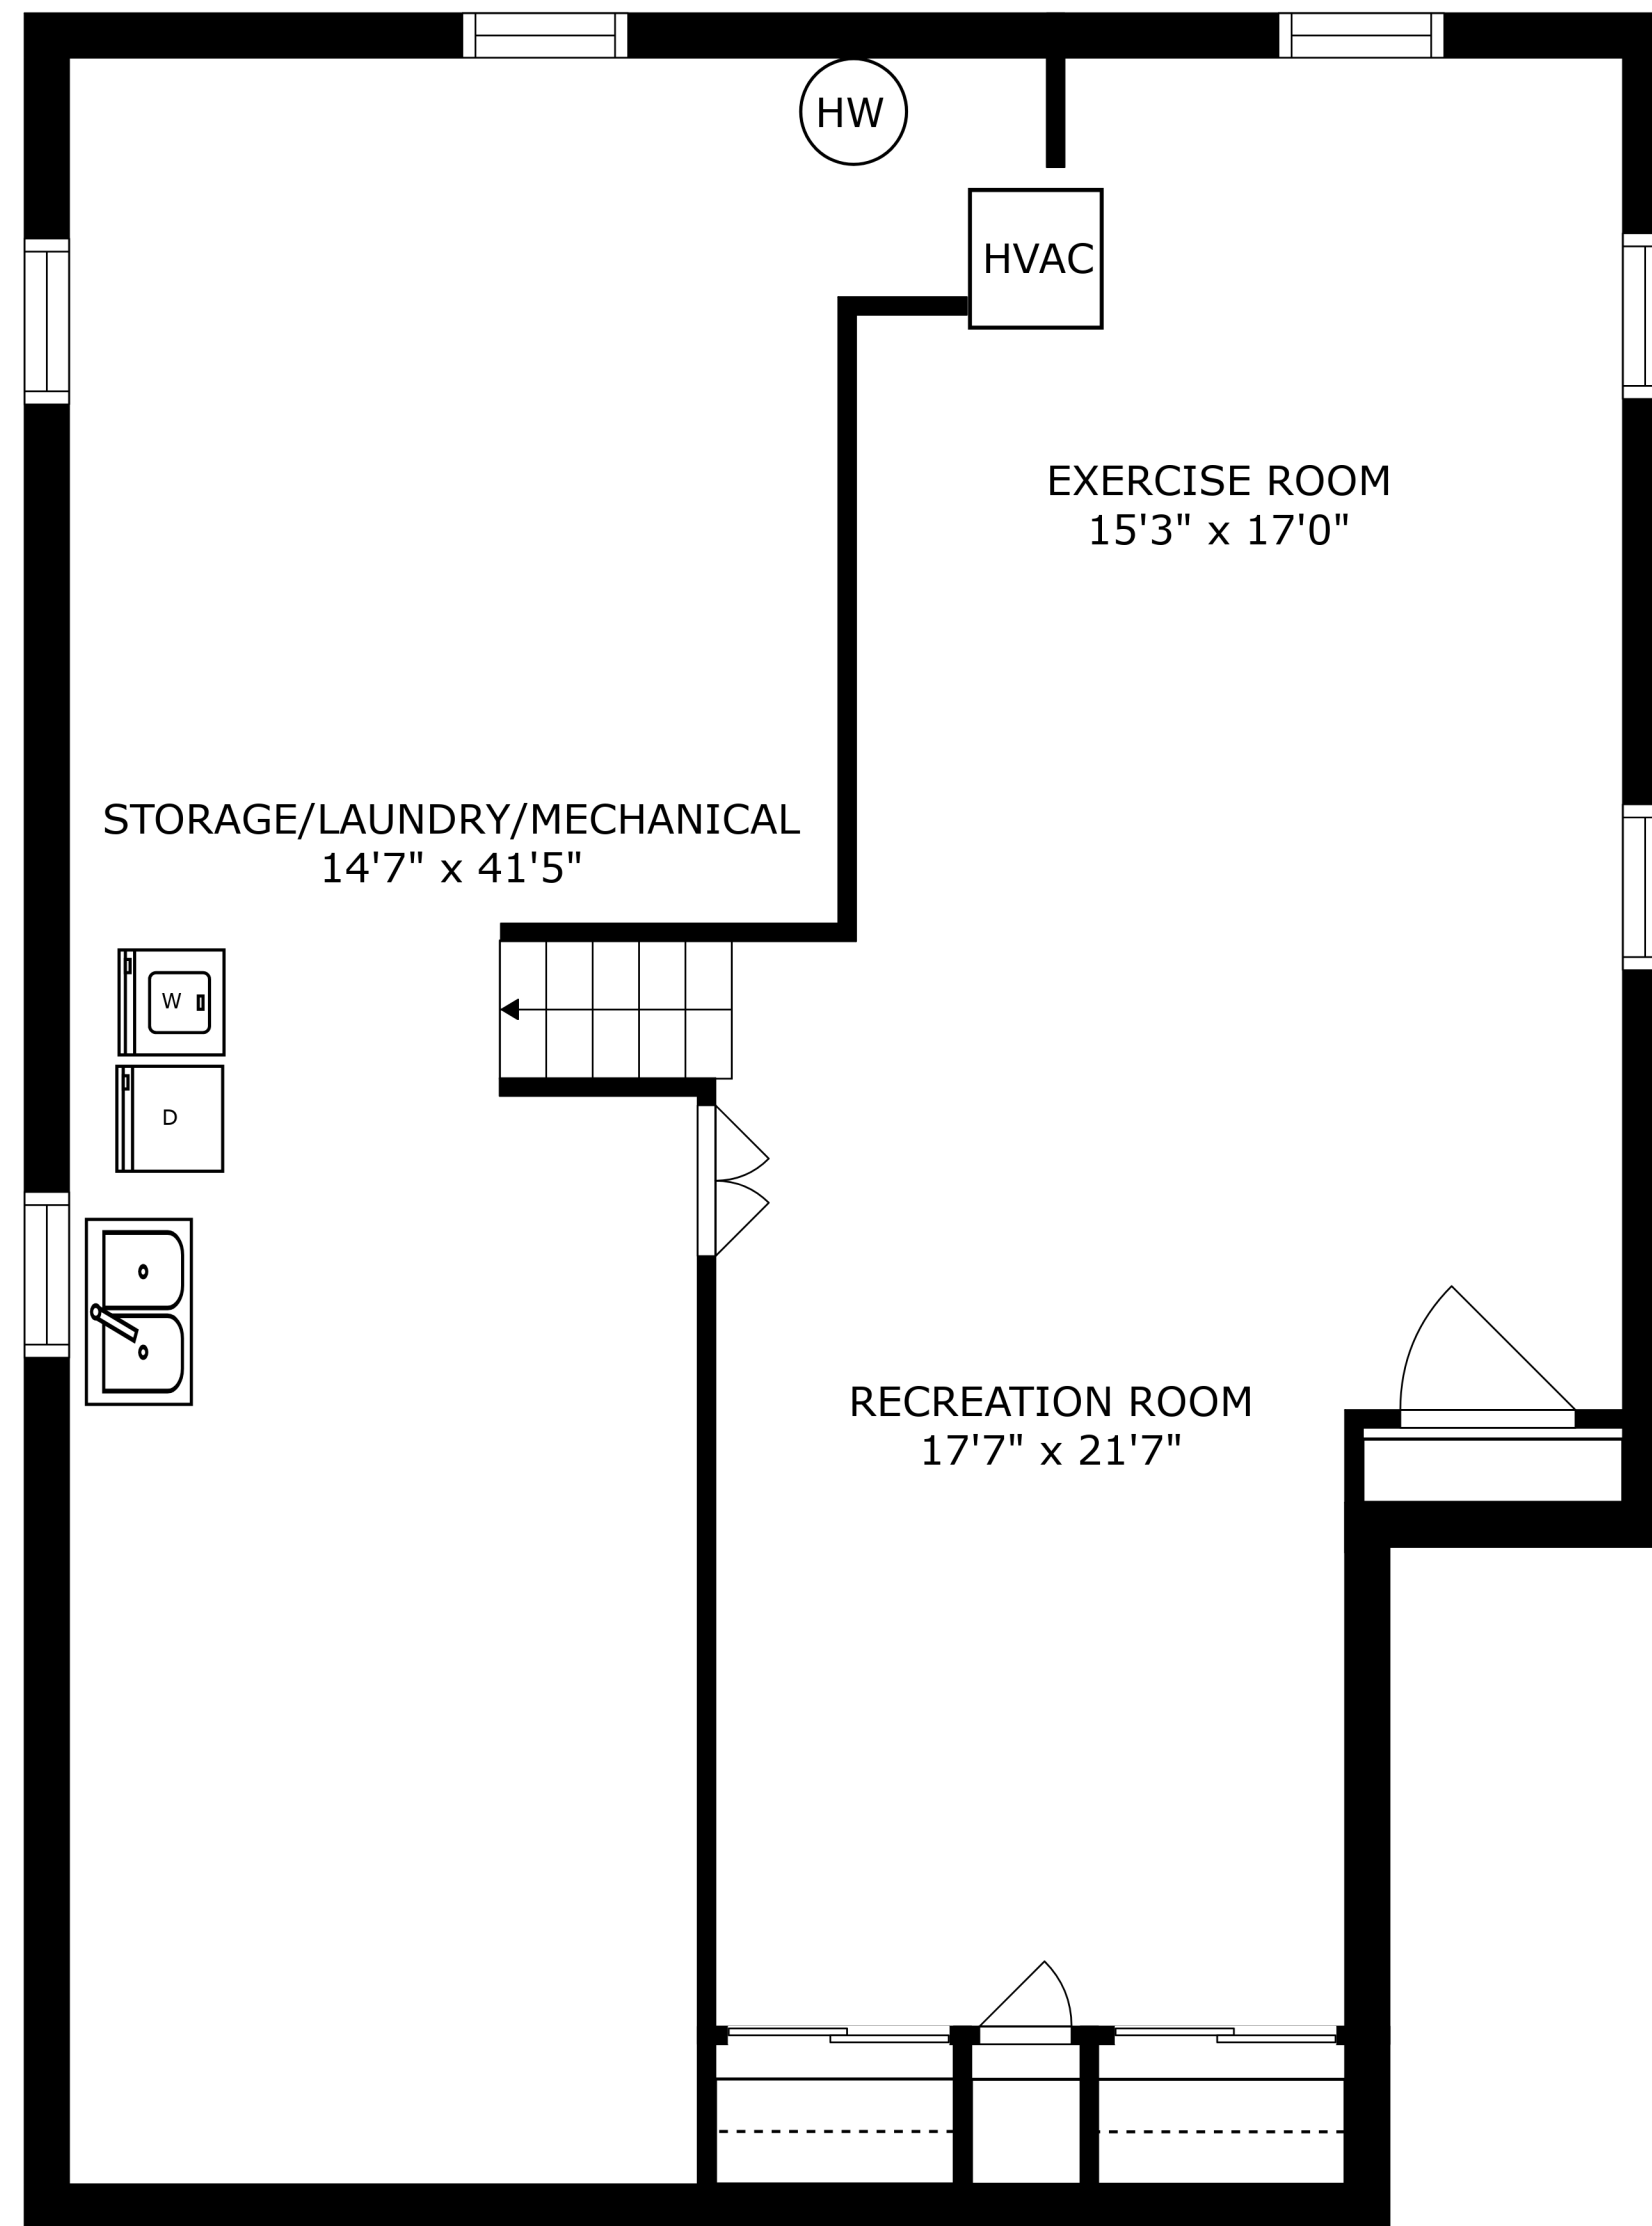 HW
HVAC
EXERCISE ROOM
15'3" x 17'0"
STORAGE/LAUNDRY/MECHANICAL
14'7" x 41'5"
W
D
RECREATION ROOM
17'7" x 21'7"